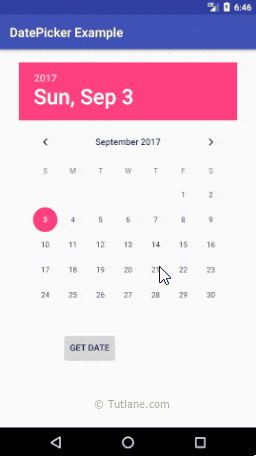 6:46
DatePicker Example
2017
Sun, Sep 3
September 2017
S M T W T F S
1 2
3 4 5 6 7 8 9
10 11 12 13 14 15 16
17 18 19 20 21 22 23
24 25 26 27 28 29 30
GET DATE
© Tutlane.com